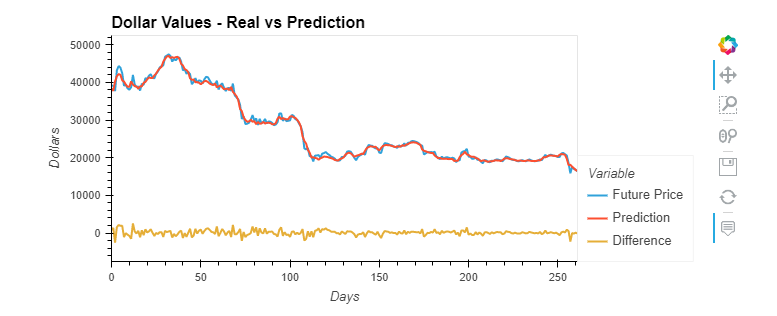 Dollar Values - Real vs Prediction
50000
40000
30000
20000
10000
0
Dollars
0 50 100 150 200 250
Days
Variable
Future Price
Prediction
Difference